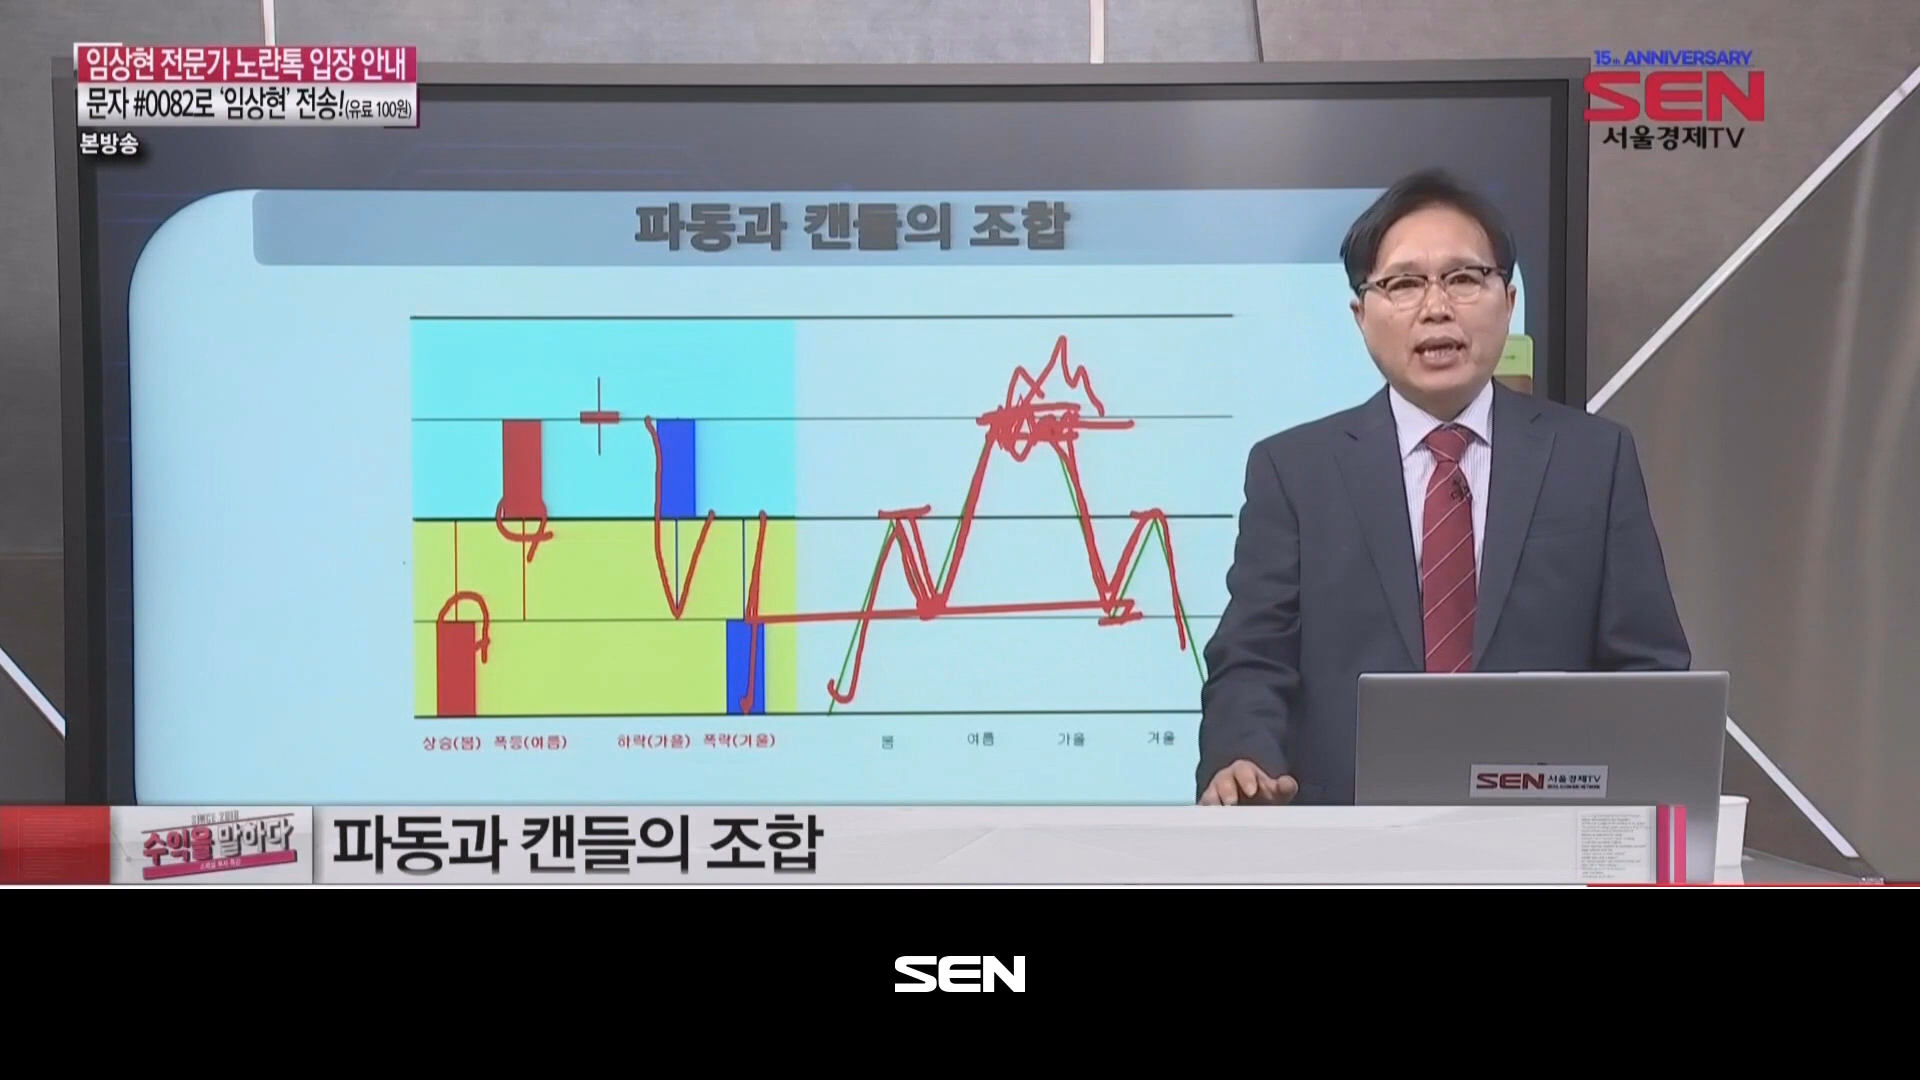 임상현 전문가 노란톡 입장 안내
문자 #0082로 '임상현' 전송!(유료 100원)
본방송
15th ANNIVERSARY
SEN
서울경제TV
파동과 캔들의 조합
상승(봄) 폭등(여름) 하락(가을) 폭락(겨울)
봄 여름 가을 겨울
SEN 서울경제TV
수익을 말하다
파동과 캔들의 조합
SEN